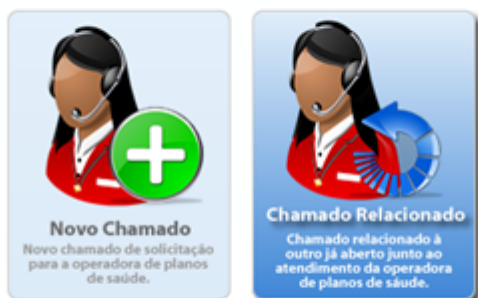 Novo Chamado
Novo chamado de solicitação
para a operadora de planos
de saúde.
Chamado Relacionado
Chamado relacionado à
outro já aberto junto ao
atendimento da operadora
de planos de sáude.